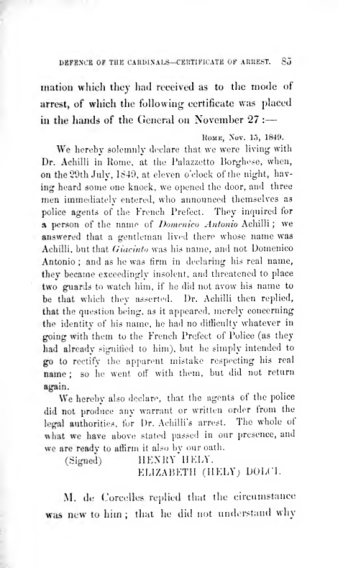 DEFENCE OF THE CARDINALS—CERTIFICATE OF ARREST. 85
mation which they had received as to the mode of
arrest, of which the following certificate was placed
in the hands of the General on November 27 :—
ROME, Nov. 15, 1849.
We hereby solemnly declare that we were living with
Dr. Achilli in Rome, at the Palazzetto Borghese, when,
on the 29th July, 1849, at eleven o'clock of the night, hav-
ing heard some one knock, we opened the door, and three
men immediately entered, who announced themselves as
police agents of the French Prefect. They inquired for
a person of the name of Domenico Antonio Achilli ; we
answered that a gentleman lived there whose name was
Achilli, but that Giacinto was his name, and not Domenico
Antonio ; and as he was firm in declaring his real name,
they became exceedingly insolent, and threatened to place
two guards to watch him, if he did not avow his name to
be that which they asserted. Dr. Achilli then replied,
that the question being, as it appeared, merely concerning
the identity of his name, he had no difficulty whatever in
going with them to the French Prefect of Police (as they
had already signified to him), but he simply intended to
go to rectify the apparent mistake respecting his real
name ; so he went off with them, but did not return
again.
We hereby also declare, that the agents of the police
did not produce any warrant or written order from the
legal authorities, for Dr. Achilli's arrest. The whole of
what we have above stated passed in our presence, and
we are ready to affirm it also by our oath.
(Signed) HENRY HELY.
ELIZABETH (HELY) DOLCI.
M. de Corcelles replied that the circumstance
was new to him ; that he did not understand why